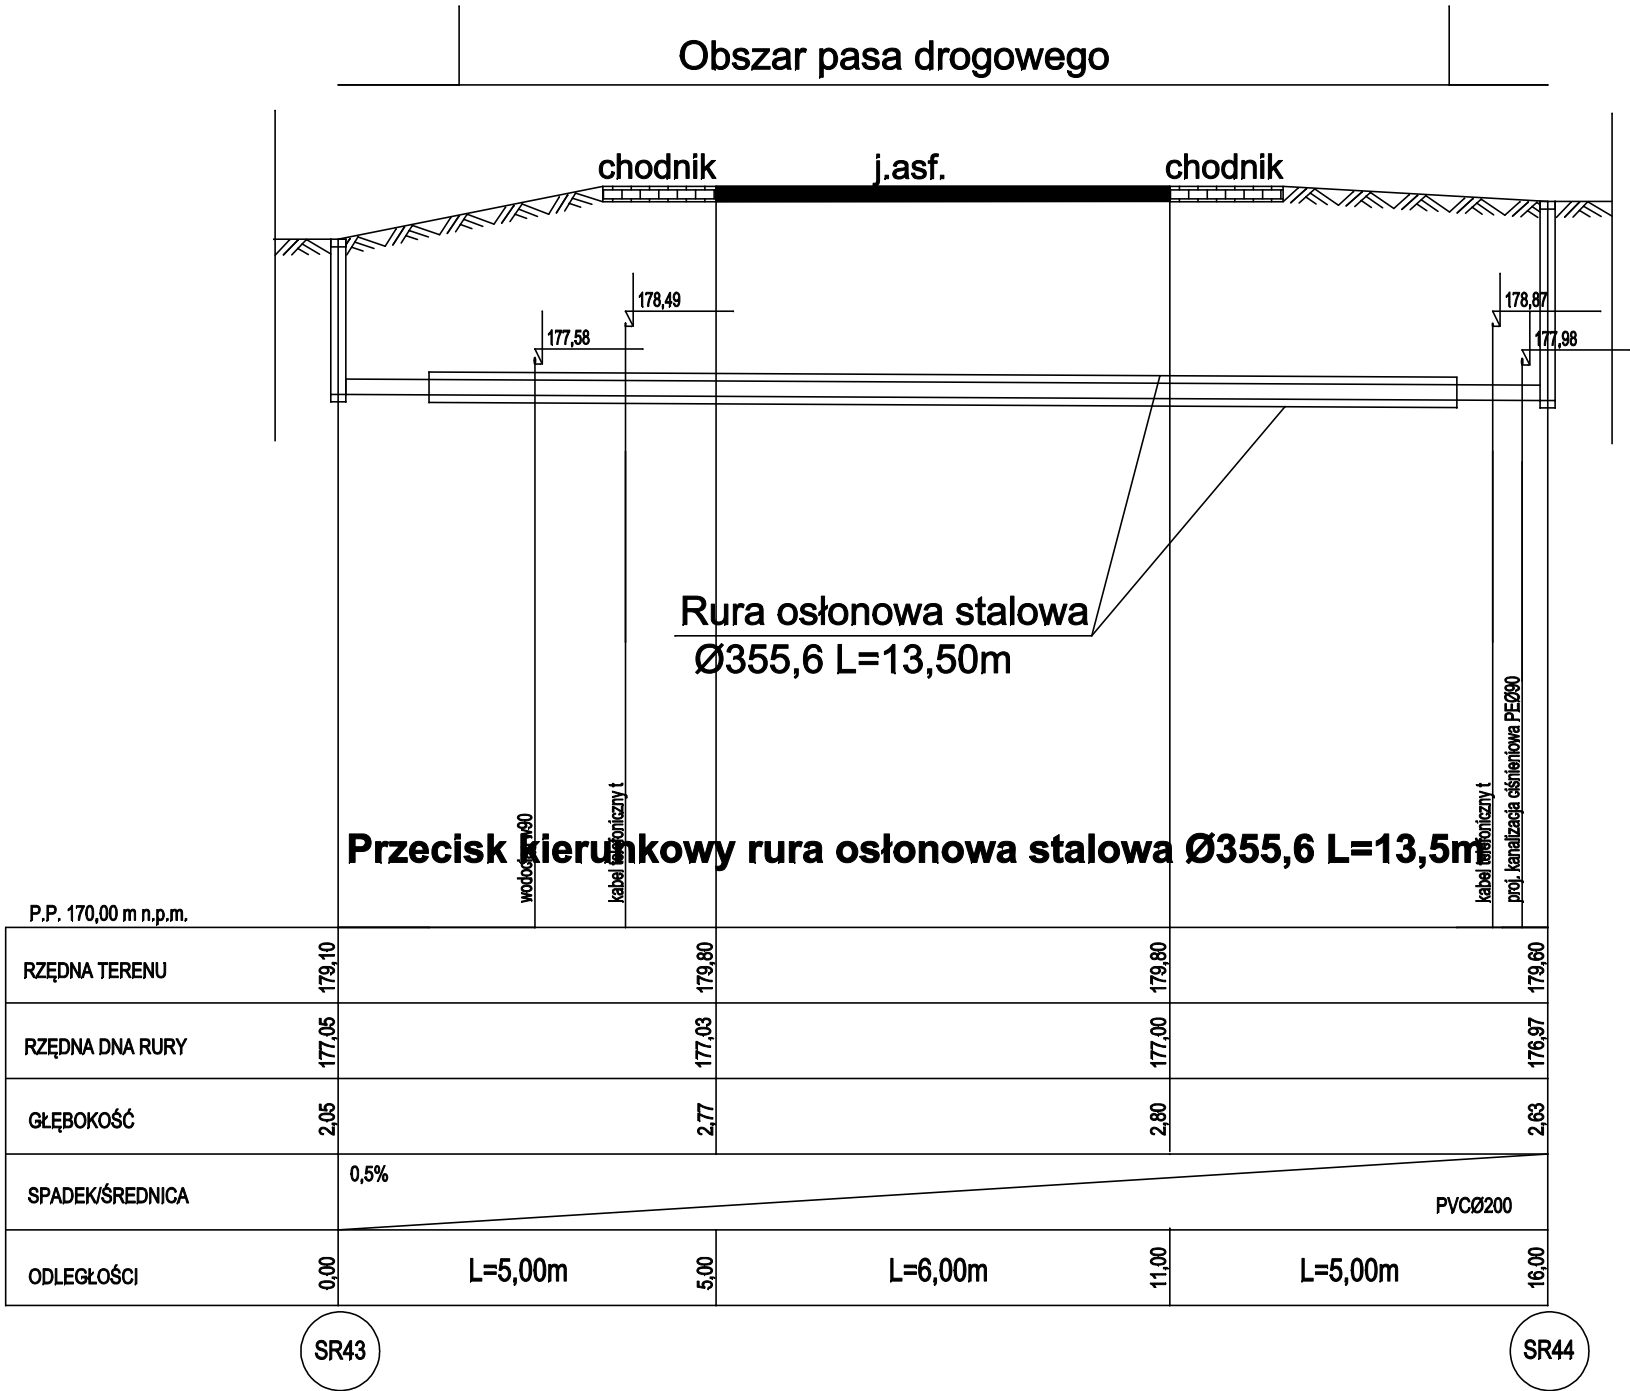 Obszar pasa drogowego
chodnik j.asf. chodnik
178,49 178,87
177,58 177,98
Rura osłonowa stalowa
Ø355,6 L=13,50m
wodociąg w90
kabel telefoniczny t
kabel telefoniczny t
proj. kanalizacja ciśnieniowa PEØ90
Przecisk kierunkowy rura osłonowa stalowa Ø355,6 L=13,5m
P.P. 170,00 m n.p.m.
RZĘDNA TERENU 179,10 179,80 179,80 179,60
RZĘDNA DNA RURY 177,05 177,03 177,00 176,97
GŁĘBOKOŚĆ 2,05 2,77 2,80 2,63
SPADEK/ŚREDNICA 0,5% PVCØ200
ODLEGŁOŚCI 0,00 L=5,00m 5,00 L=6,00m 11,00 L=5,00m 16,00
SR43 SR44